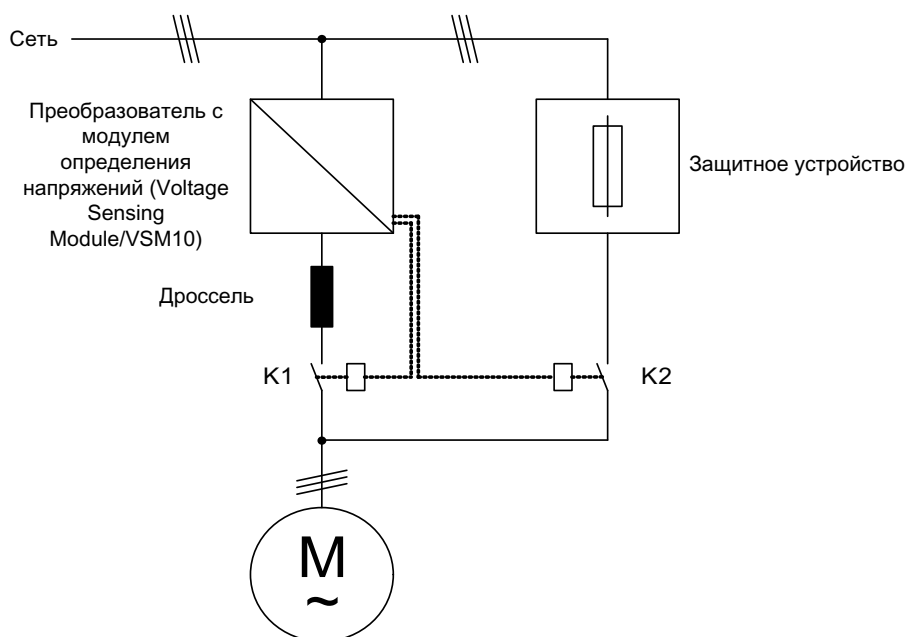 Сеть
Преобразователь с
модулем
определения
напряжений (Voltage
Sensing
Module/VSM10)
Защитное устройство
Дроссель
K1
K2
M
~